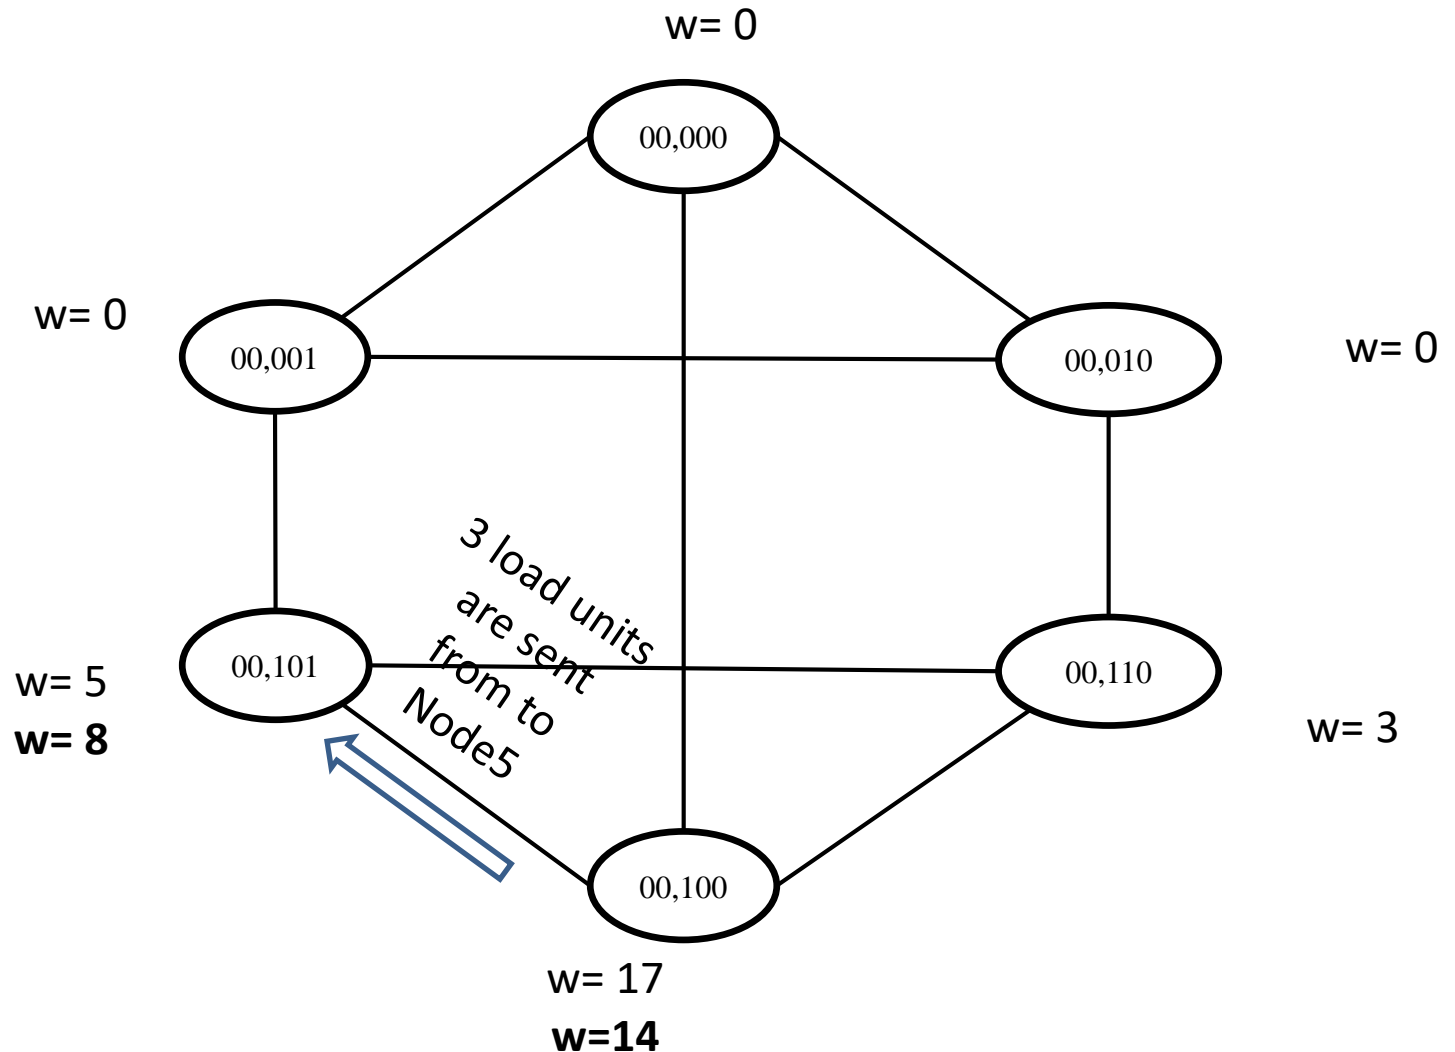 w= 0
00,000
w= 0
00,001
00,010
w= 0
3 load units
are sent
from to
Node5
00,101
00,110
w= 5
w= 8
w= 3
00,100
w= 17
w=14